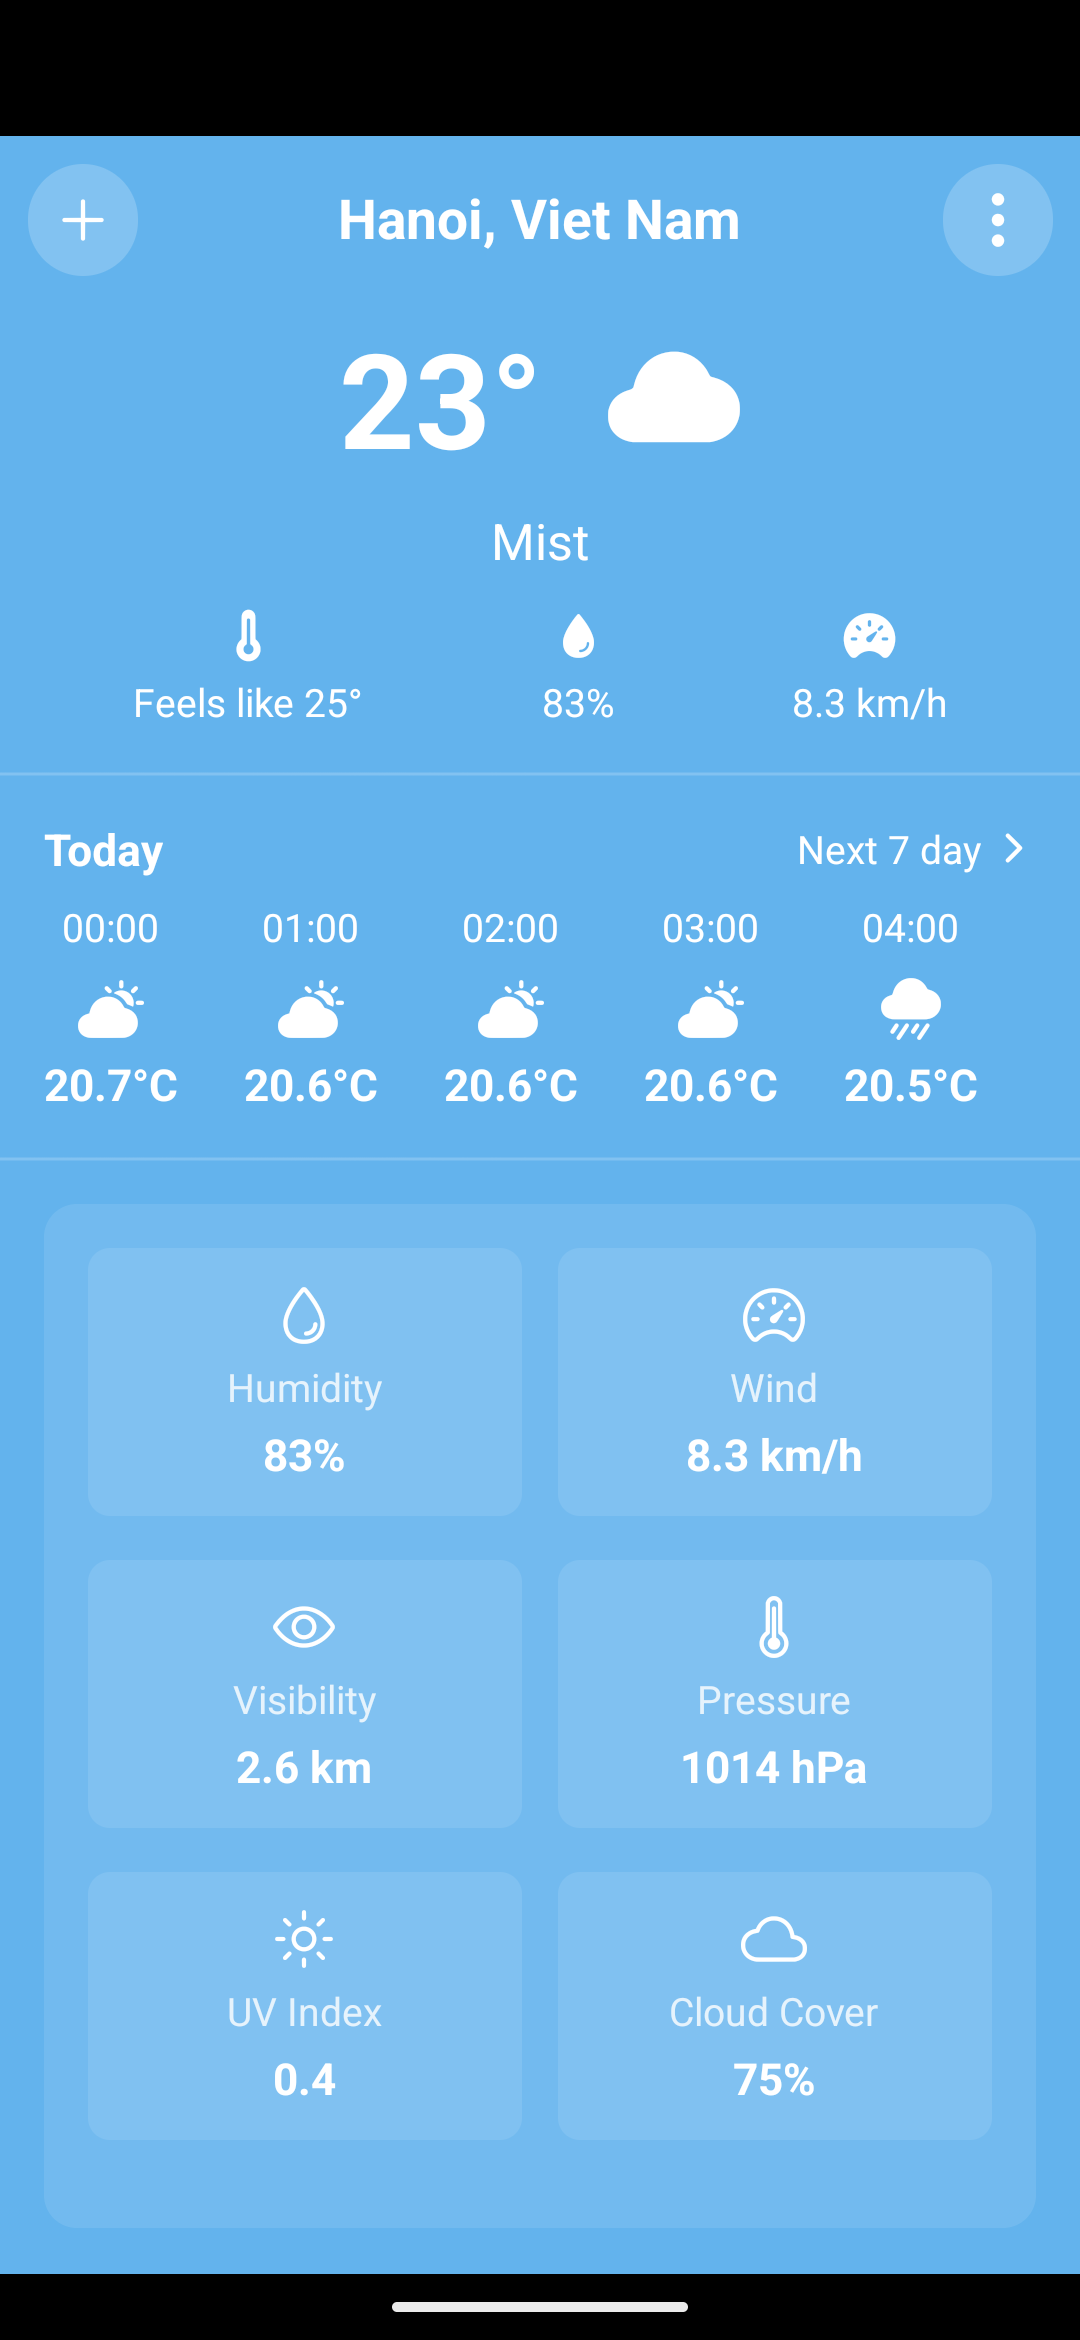 Hanoi, Viet Nam
23°
Mist
Feels like 25° 83% 8.3 km/h
Today Next 7 day
00:00 01:00 02:00 03:00 04:00
20.7°C 20.6°C 20.6°C 20.6°C 20.5°C
Humidity
83%
Wind
8.3 km/h
Visibility
2.6 km
Pressure
1014 hPa
UV Index
0.4
Cloud Cover
75%